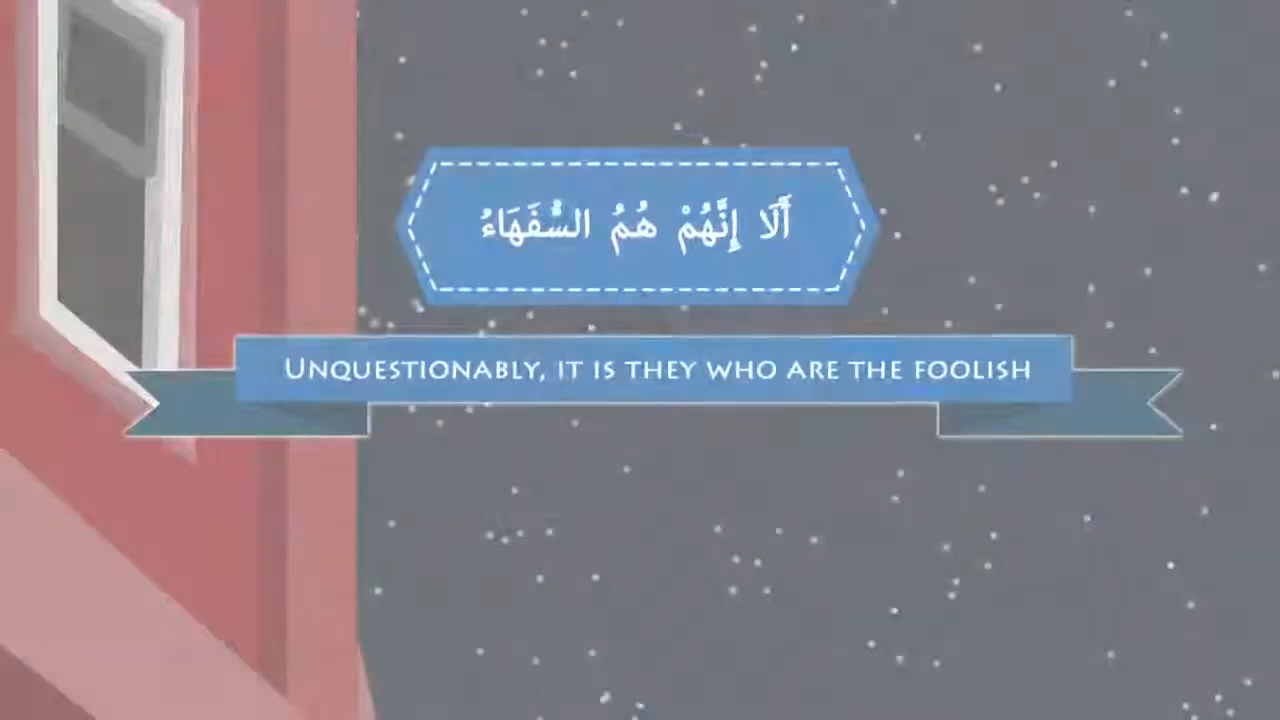 أَلَا إِنَّهُمْ هُمُ السُّفَهَاءُ
UNQUESTIONABLY, IT IS THEY WHO ARE THE FOOLISH